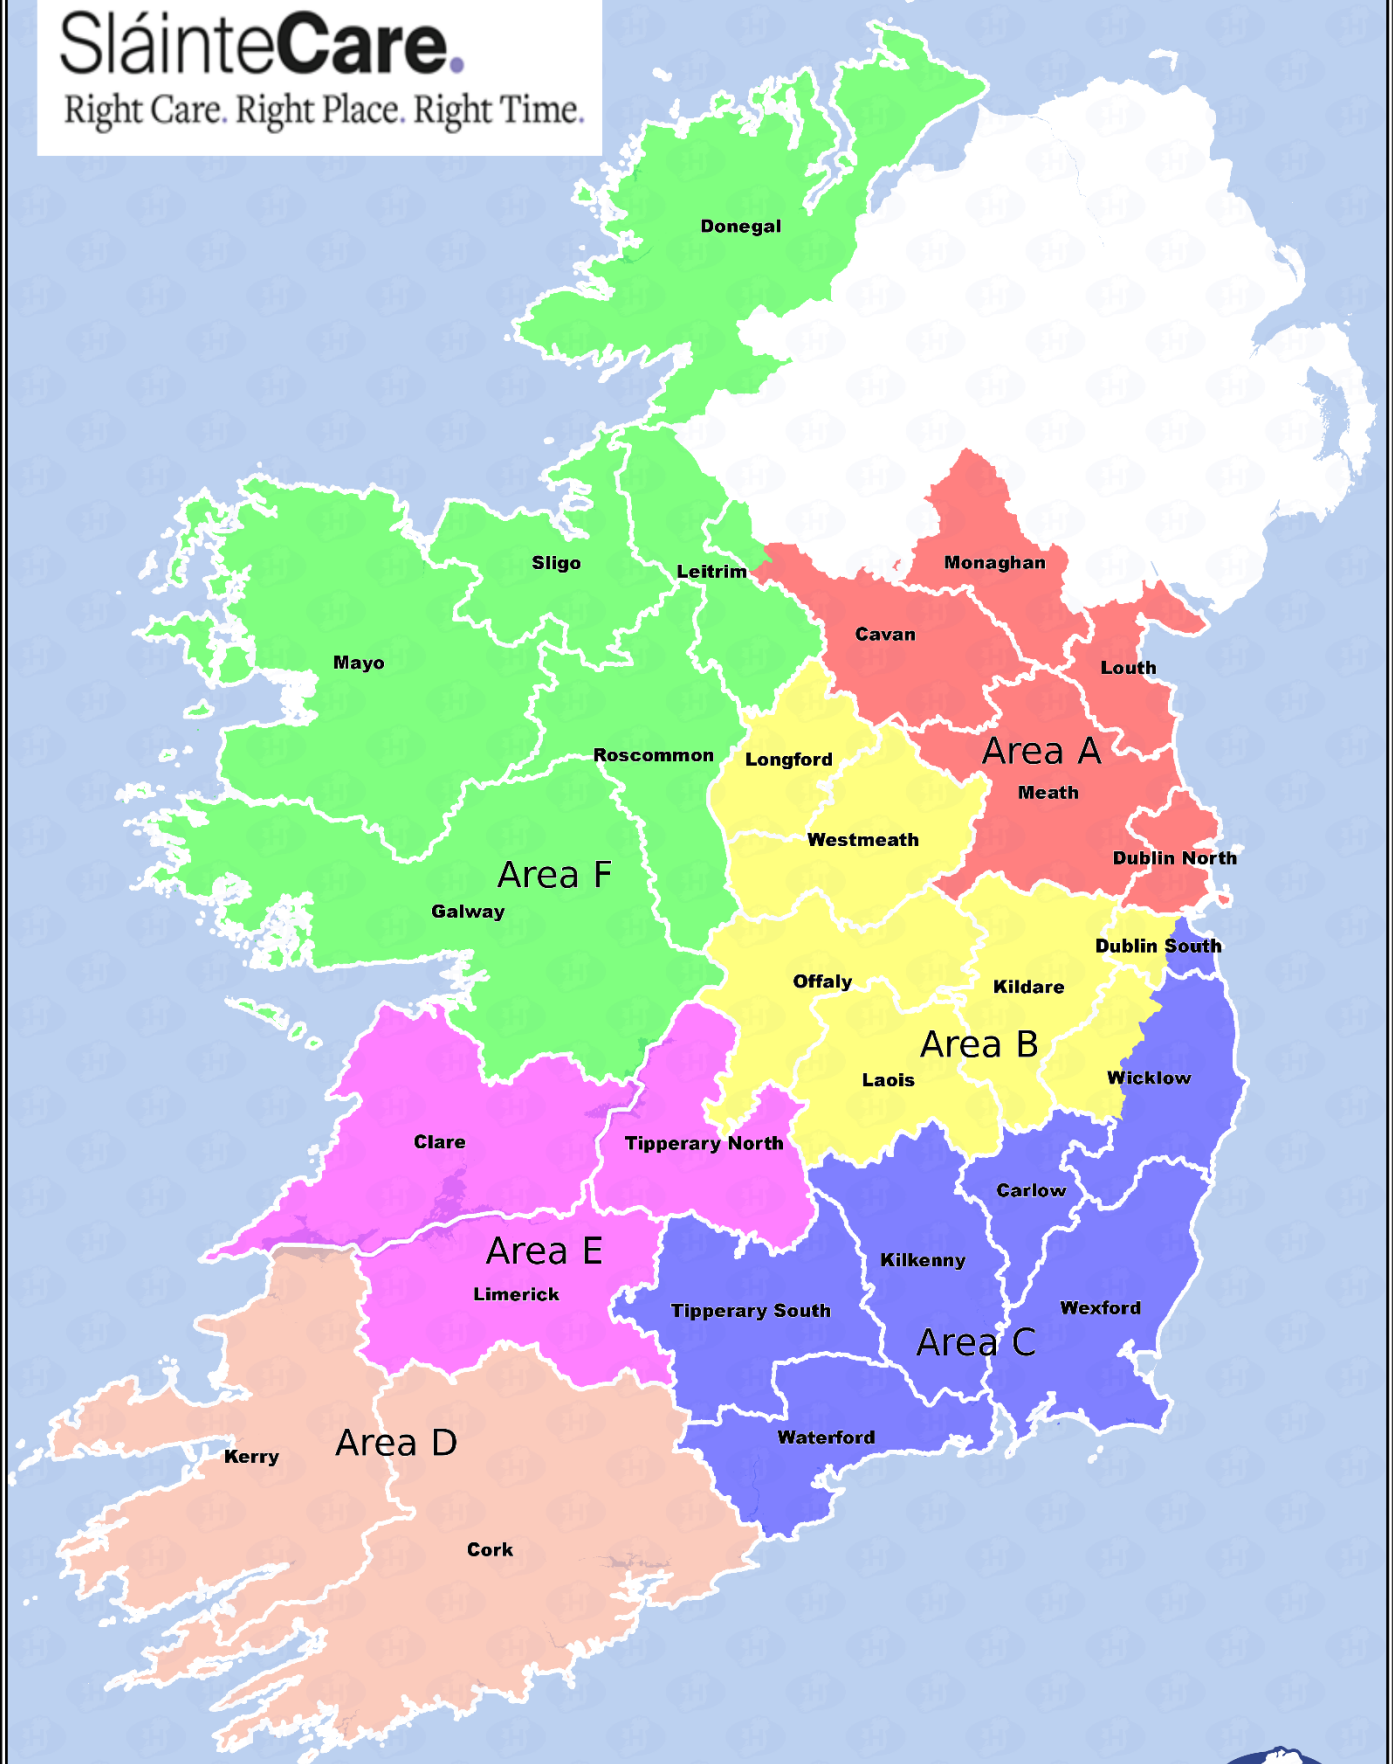 SláinteCare.
Right Care. Right Place. Right Time.
Donegal
Sligo
Leitrim
Monaghan
Cavan
Mayo
Louth
Roscommon
Longford
Area A
Meath
Westmeath
Dublin North
Area F
Galway
Dublin South
Offaly
Kildare
Area B
Laois
Wicklow
Clare
Tipperary North
Carlow
Area E
Kilkenny
Limerick
Tipperary South
Wexford
Area C
Waterford
Area D
Kerry
Cork